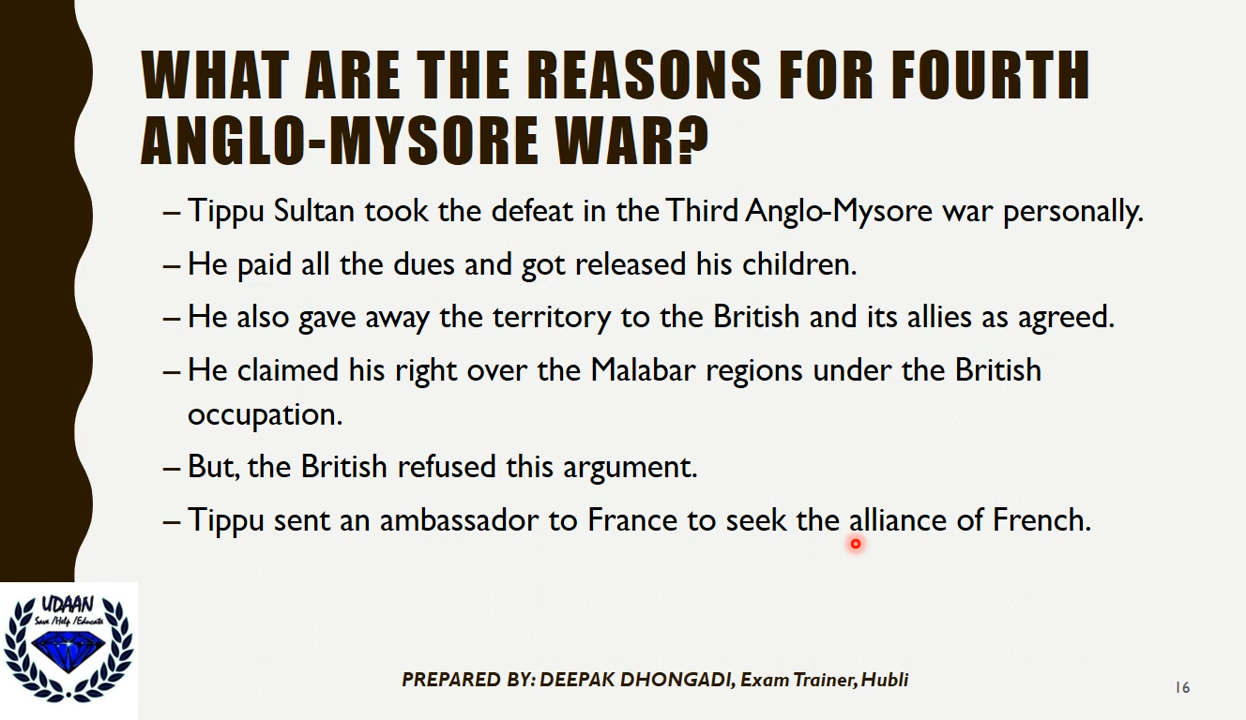 WHAT ARE THE REASONS FOR FOURTH
ANGLO-MYSORE WAR?
– Tippu Sultan took the defeat in the Third Anglo-Mysore war personally.
– He paid all the dues and got released his children.
– He also gave away the territory to the British and its allies as agreed.
– He claimed his right over the Malabar regions under the British
occupation.
– But, the British refused this argument.
– Tippu sent an ambassador to France to seek the alliance of French.
UDAAN
Save /Help /Educate
PREPARED BY: DEEPAK DHONGADI, Exam Trainer, Hubli
16